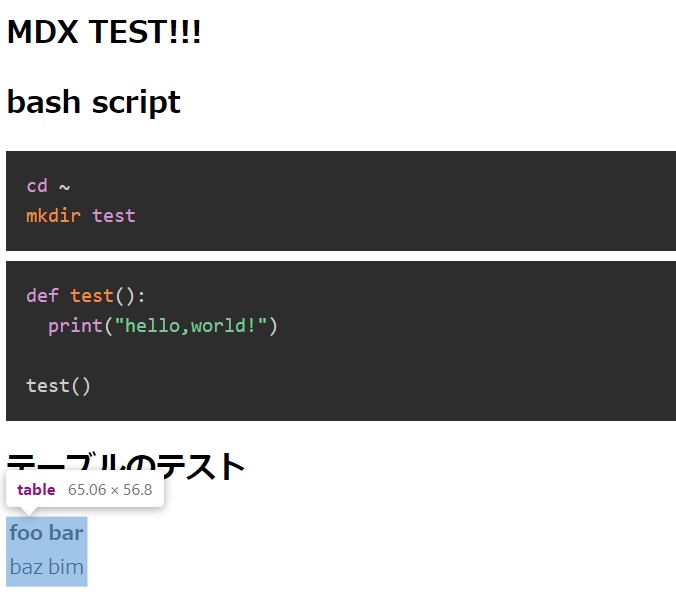 MDX TEST!!!
bash script
cd ~
mkdir test
def test():
print("hello,world!")
test()
テーブルのテスト
table 65.06 × 56.8
foo bar
baz bim